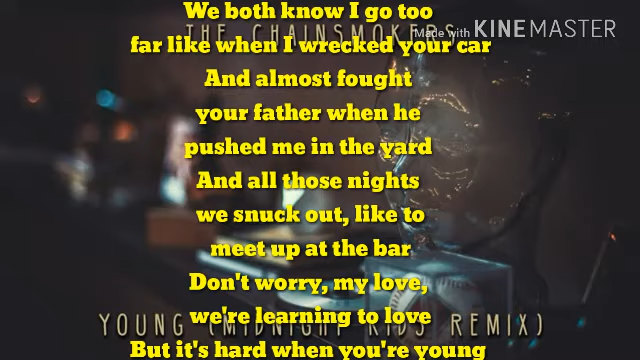 We both know I go too
THE CHAINSMOKERS
Made with KINEMASTER
far like when I wrecked your car
And almost fought
your father when he
pushed me in the yard
And all those nights
we snuck out, like to
meet up at the bar
Don't worry, my love,
we're learning to love
YOUNG (MIDNIGHT KIDS REMIX)
But it's hard when you're young